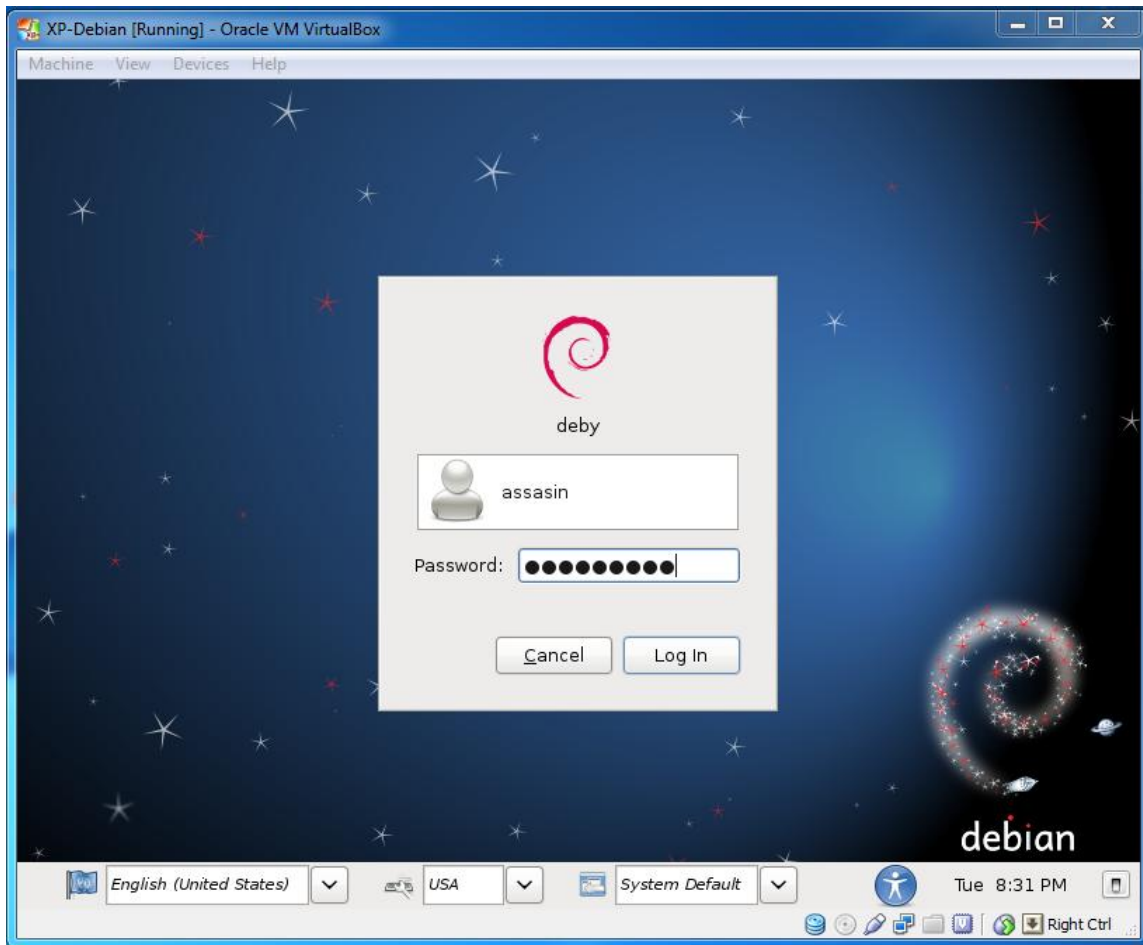 XP-Debian [Running] - Oracle VM VirtualBox
Machine View Devices Help
deby
assasin
Password:
Cancel Log In
debian
English (United States) USA System Default Tue 8:31 PM
Right Ctrl